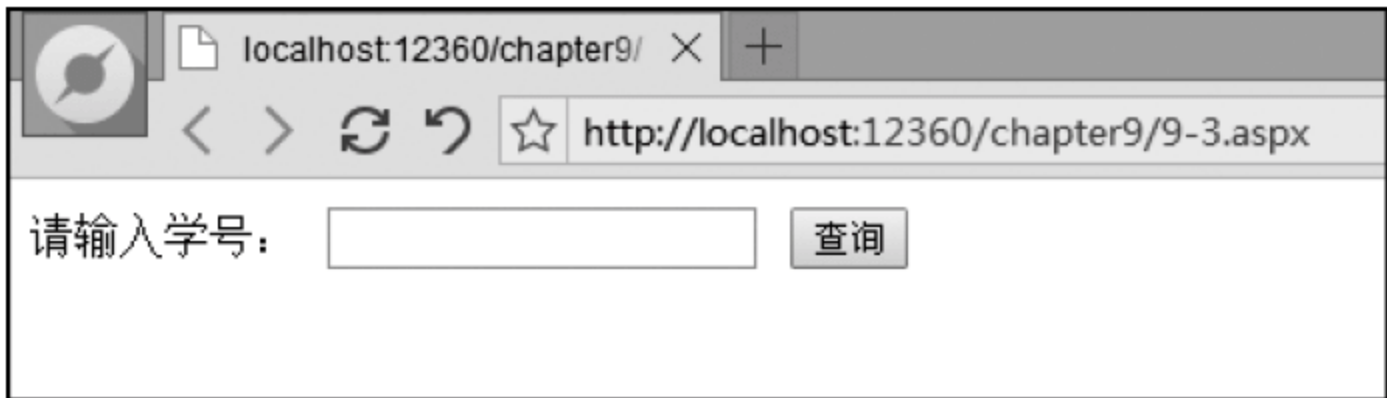 localhost:12360/chapter9/
http://localhost:12360/chapter9/9-3.aspx
请输入学号： 查询